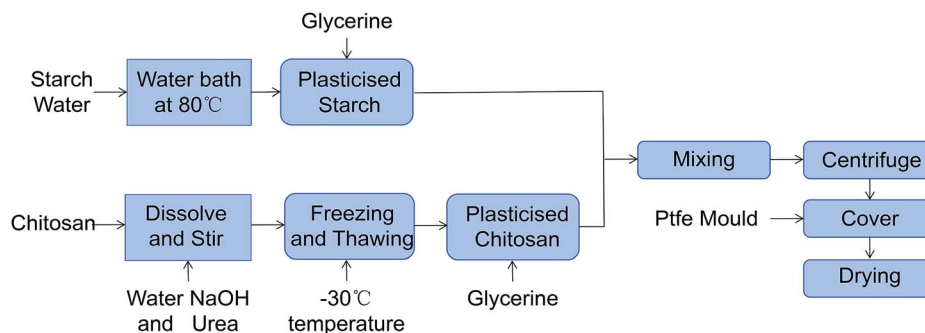 Glycerine
Starch
Water
Water bath
at 80℃
Plasticised
Starch
Mixing
Centrifuge
Chitosan
Dissolve
and Stir
Freezing
and Thawing
Plasticised
Chitosan
Ptfe Mould
Cover
Drying
Water NaOH
and Urea
-30℃
temperature
Glycerine